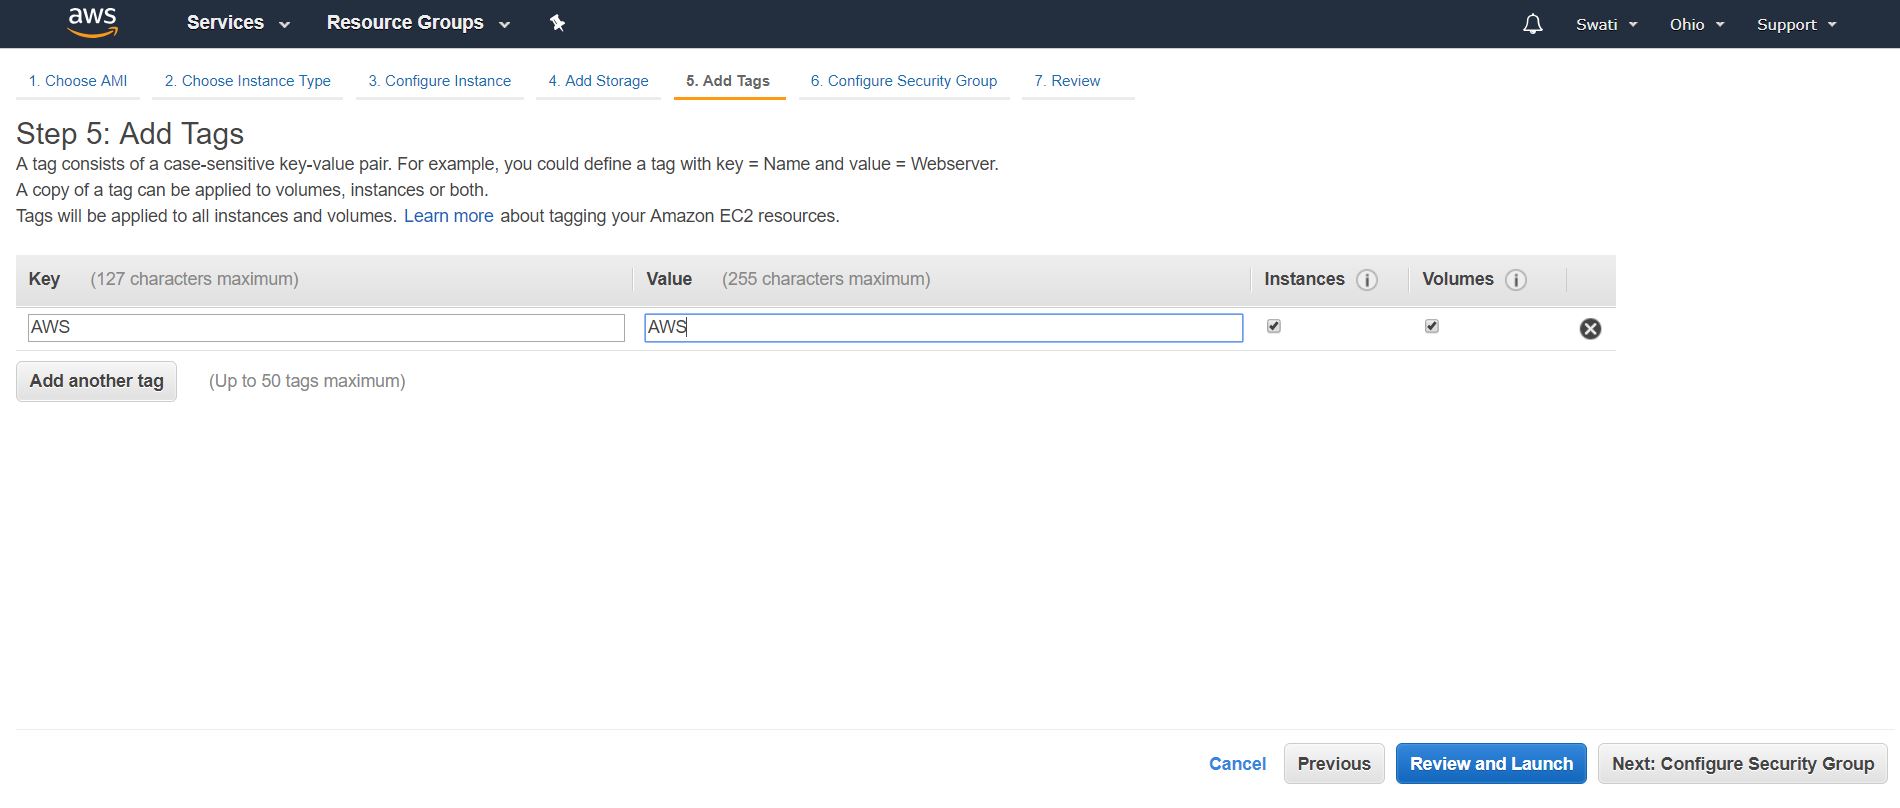 aws Services Resource Groups Swati Ohio Support
1. Choose AMI 2. Choose Instance Type 3. Configure Instance 4. Add Storage 5. Add Tags 6. Configure Security Group 7. Review
Step 5: Add Tags
A tag consists of a case-sensitive key-value pair. For example, you could define a tag with key = Name and value = Webserver.
A copy of a tag can be applied to volumes, instances or both.
Tags will be applied to all instances and volumes. Learn more about tagging your Amazon EC2 resources.
Key (127 characters maximum) Value (255 characters maximum) Instances i Volumes i
AWS AWS
Add another tag (Up to 50 tags maximum)
Cancel Previous Review and Launch Next: Configure Security Group